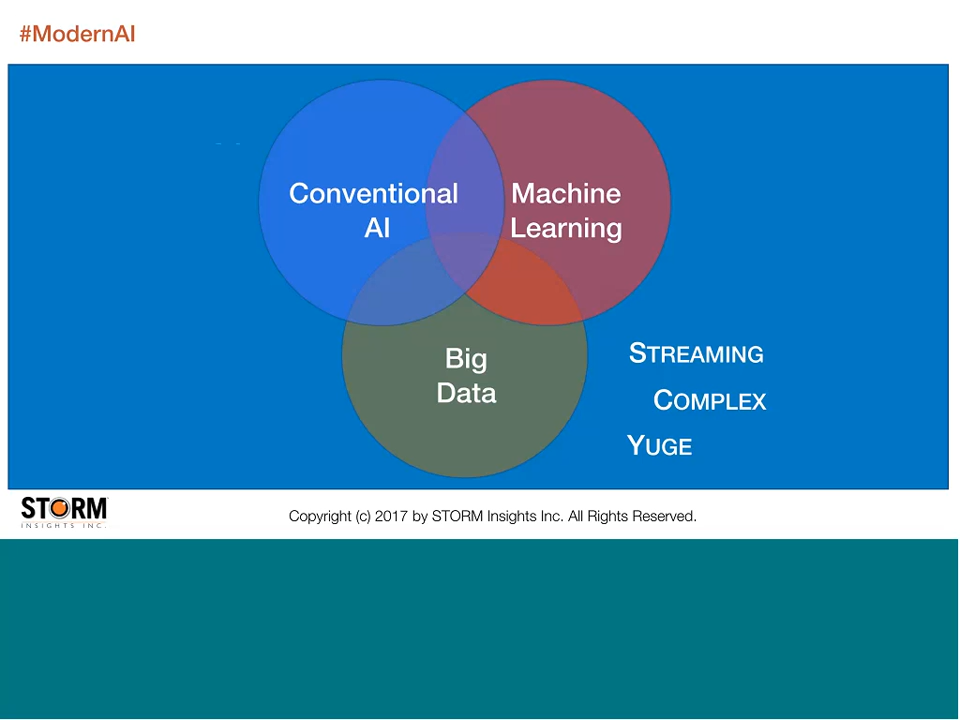 #ModernAI
Conventional
AI
Machine
Learning
Big
Data
STREAMING
COMPLEX
YUGE
STORM
INSIGHTS INC.
Copyright (c) 2017 by STORM Insights Inc. All Rights Reserved.